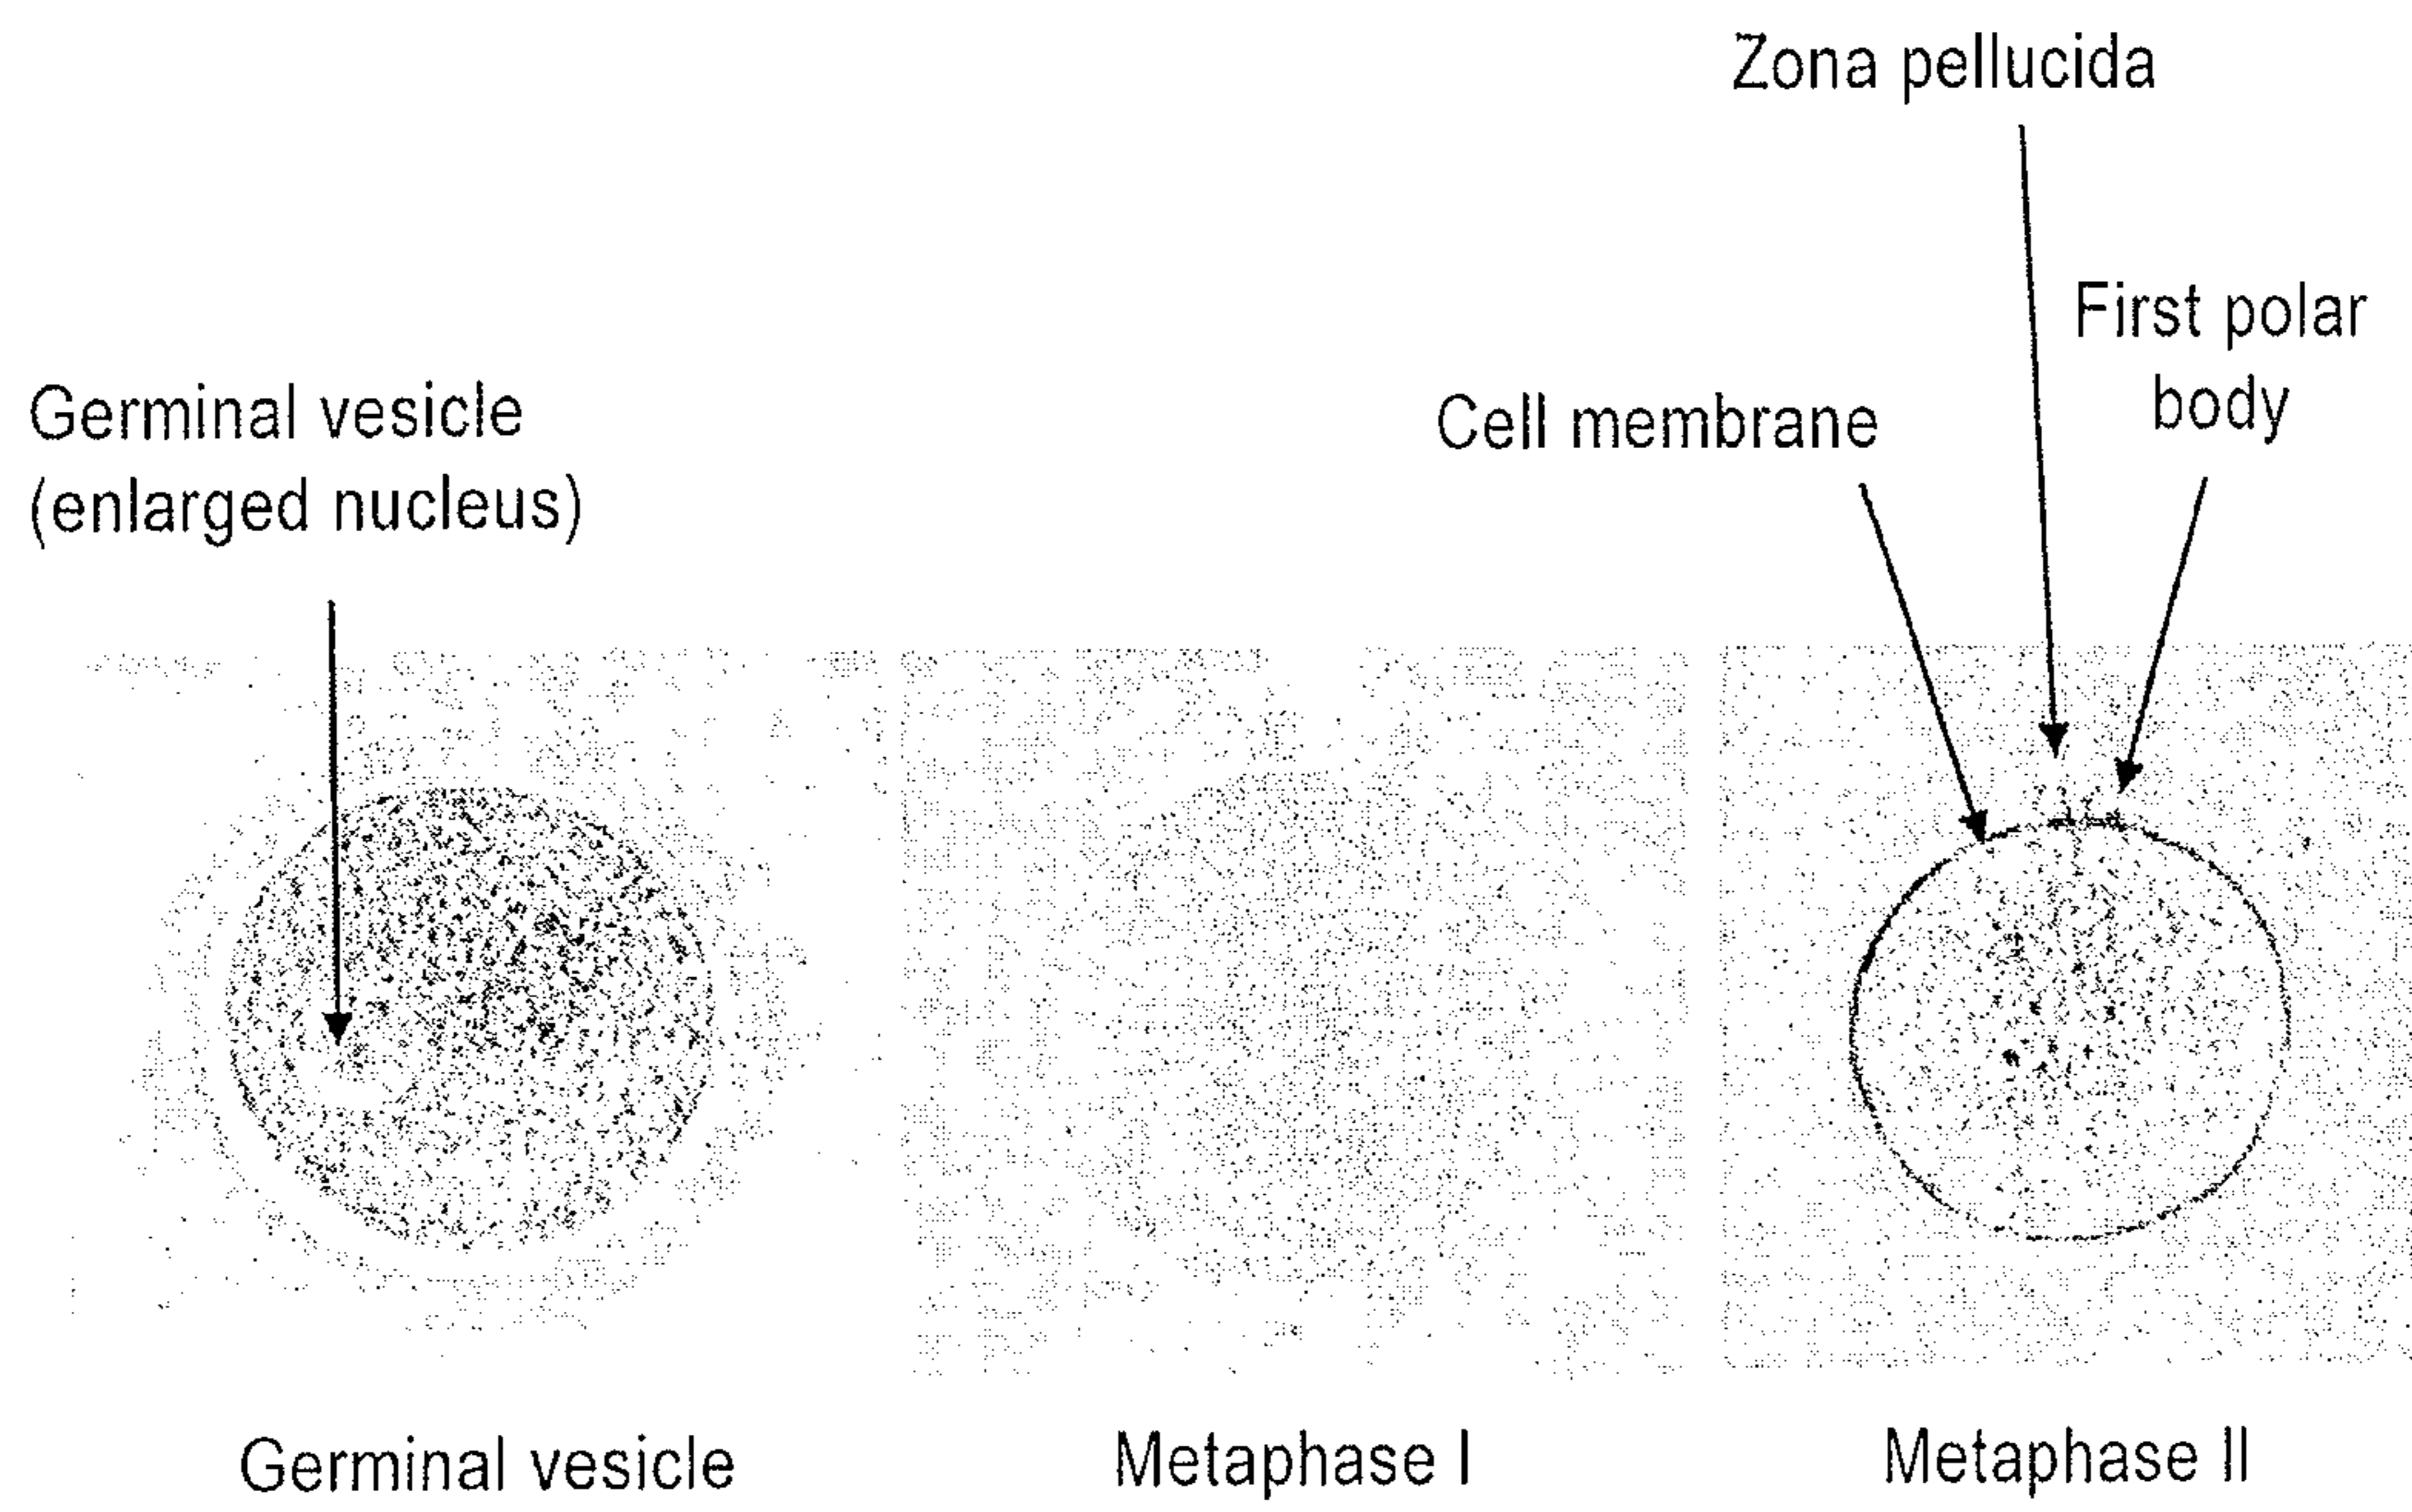 Zona pellucida
First polar
body
Cell membrane
Germinal vesicle
(enlarged nucleus)
Germinal vesicle
Metaphase I
Metaphase II